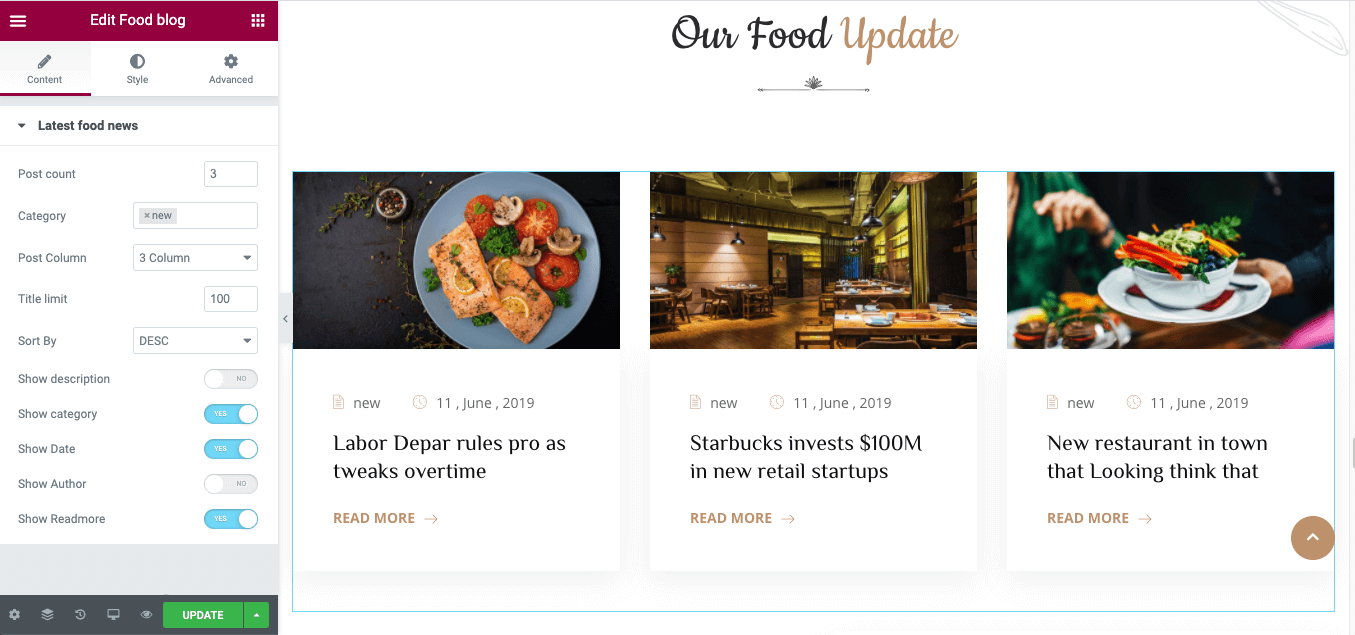 Edit Food blog
Content
Style
Advanced
Latest food news
Post count
3
Category
× new
Post Column
3 Column
Title limit
100
Sort By
DESC
Show description
NO
Show category
YES
Show Date
YES
Show Author
NO
Show Readmore
YES
UPDATE
Our Food Update
new
11 , June , 2019
Labor Depar rules pro as
tweaks overtime
READ MORE
new
11 , June , 2019
Starbucks invests $100M
in new retail startups
READ MORE
new
11 , June , 2019
New restaurant in town
that Looking think that
READ MORE